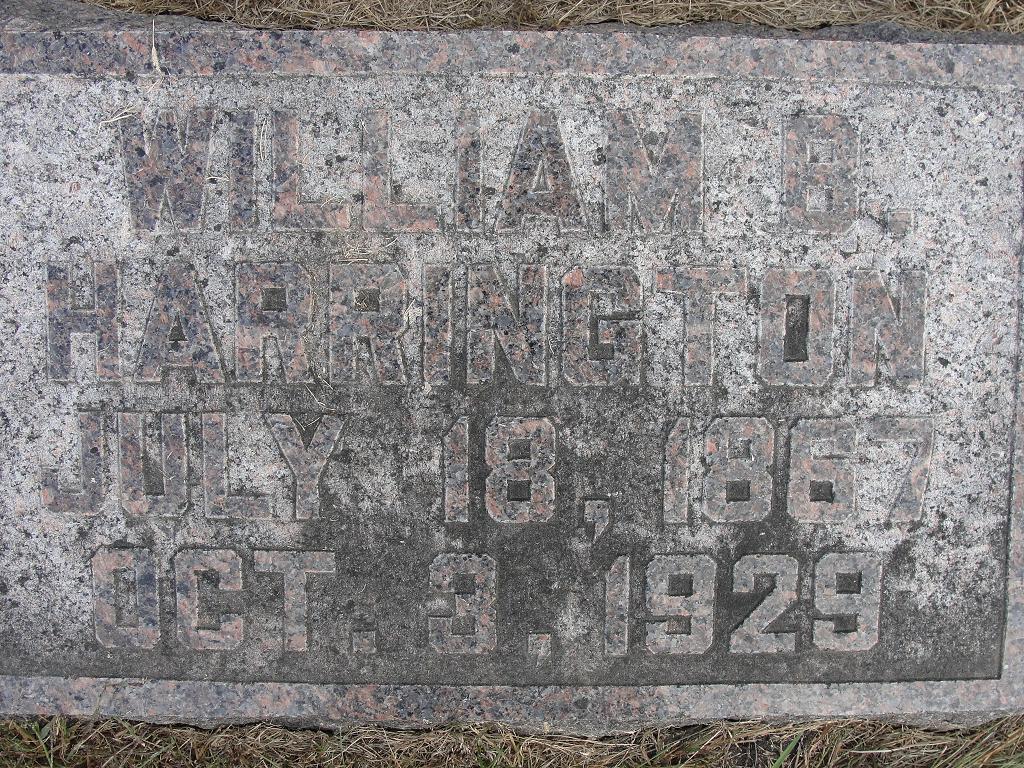 WILLIAM B.
HARRINGTON
JULY 18, 1867
OCT. 3, 1929